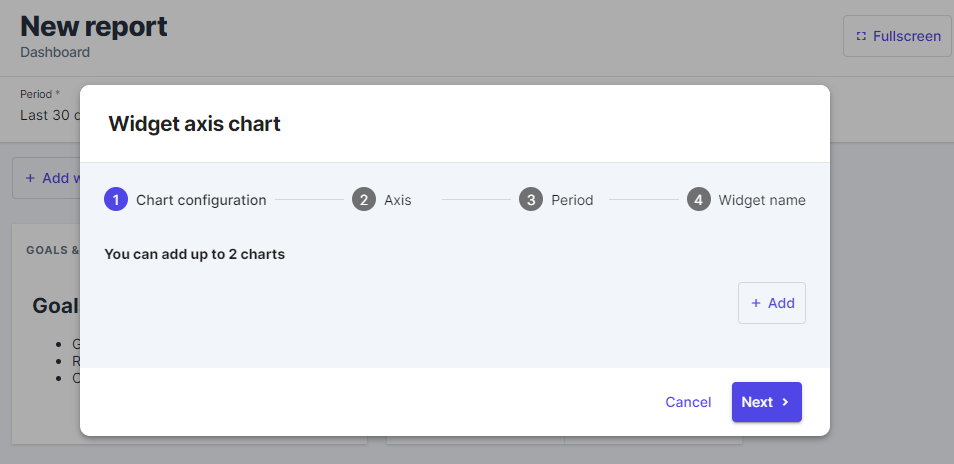 New report
Dashboard
Fullscreen
Period *
Last 30
+ Add
Widget axis chart
1 Chart configuration
2 Axis
3 Period
4 Widget name
You can add up to 2 charts
+ Add
GOALS &
Goal
Cancel
Next